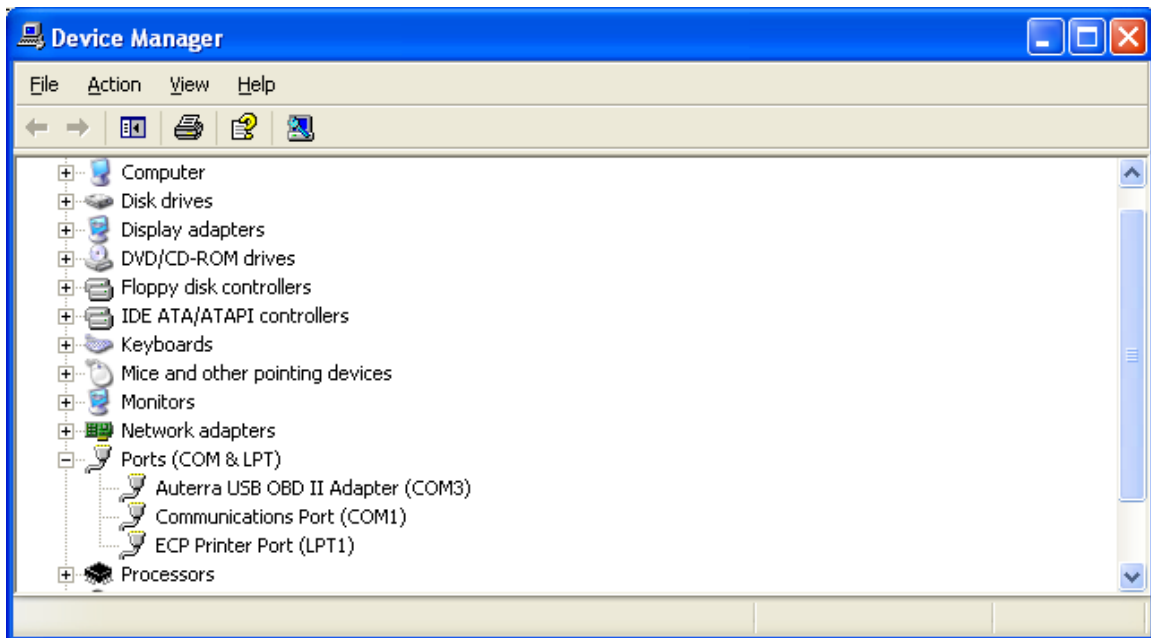 Device Manager
File Action View Help
Computer
Disk drives
Display adapters
DVD/CD-ROM drives
Floppy disk controllers
IDE ATA/ATAPI controllers
Keyboards
Mice and other pointing devices
Monitors
Network adapters
Ports (COM & LPT)
Auterra USB OBD II Adapter (COM3)
Communications Port (COM1)
ECP Printer Port (LPT1)
Processors